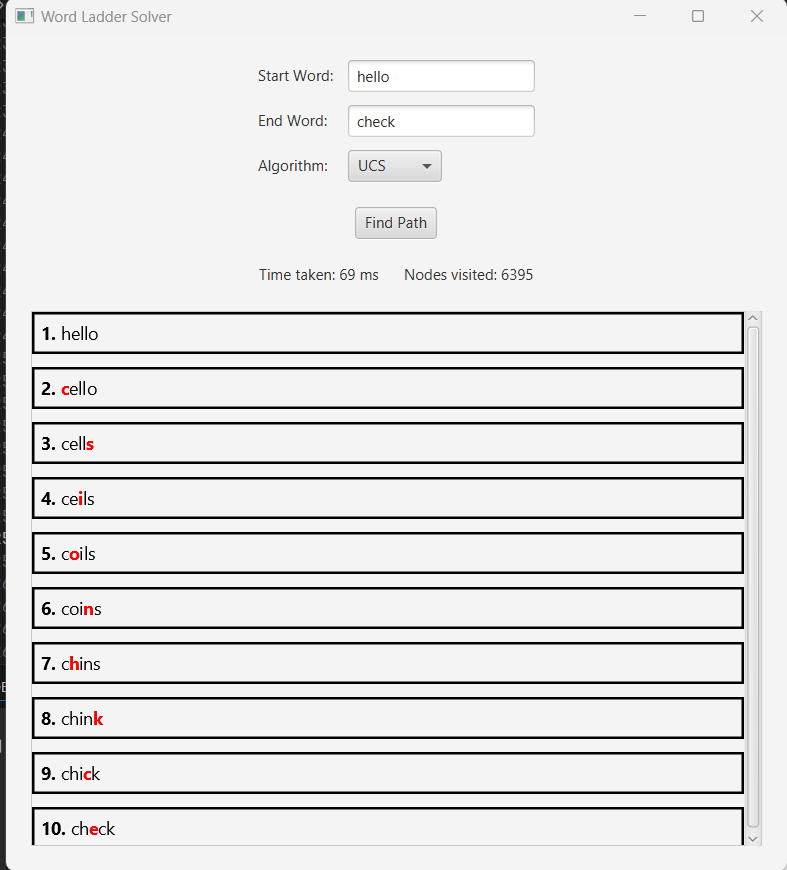 Word Ladder Solver
Start Word: hello
End Word: check
Algorithm: UCS
Find Path
Time taken: 69 ms Nodes visited: 6395
1. hello
2. cello
3. cells
4. ceils
5. coils
6. coins
7. chins
8. chink
9. chick
10. check